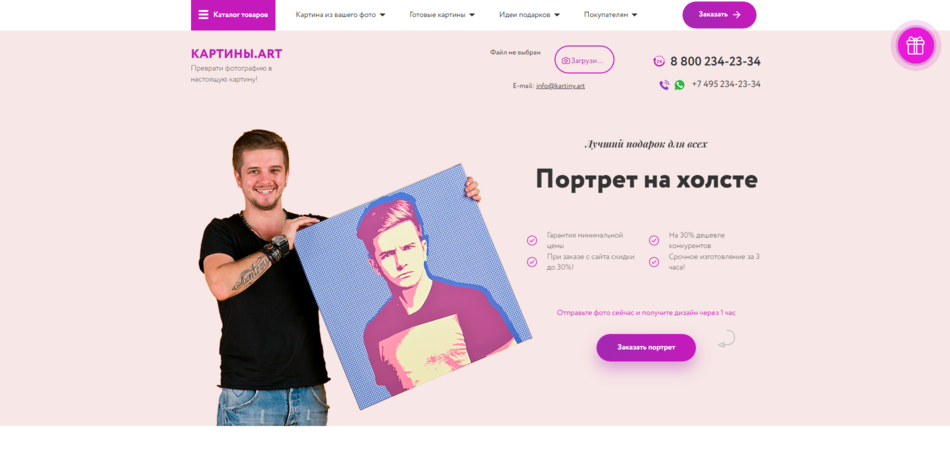 Каталог товаров
Картина из вашего фото
Готовые картины
Идеи подарков
Покупателям
Заказать
КАРТИНЫ.ART
Преврати фотографию в
настоящую картину!
Файл не выбран
Загрузи...
E-mail: info@kartiny.art
24
8 800 234-23-34
+7 495 234-23-34
Лучший подарок для всех
Портрет на холсте
Гарантия минимальной
цены
На 30% дешевле
конкурентов
При заказе с сайта скидки
до 30%!
Срочное изготовление за 3
часа!
Отправьте фото сейчас и получите дизайн через 1 час
Заказать портрет